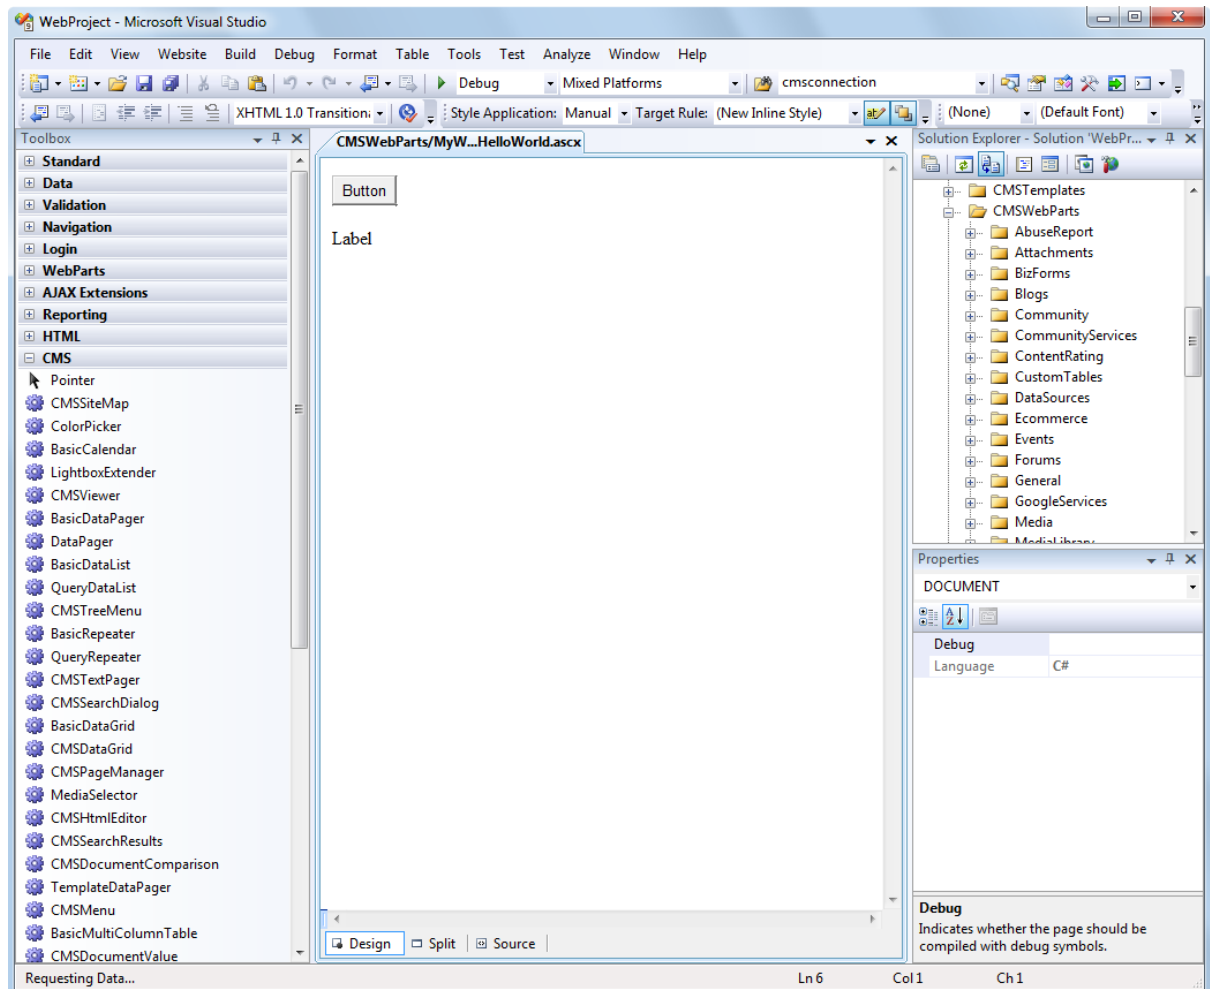 WebProject - Microsoft Visual Studio
File Edit View Website Build Debug Format Table Tools Test Analyze Window Help
Debug Mixed Platforms cmsconnection
XHTML 1.0 Transition: Style Application: Manual Target Rule: (New Inline Style) (None) (Default Font)
Toolbox
Standard
Data
Validation
Navigation
Login
WebParts
AJAX Extensions
Reporting
HTML
CMS
Pointer
CMSSiteMap
ColorPicker
BasicCalendar
LightboxExtender
CMSViewer
BasicDataPager
DataPager
BasicDataList
QueryDataList
CMSTreeMenu
BasicRepeater
QueryRepeater
CMSTextPager
CMSSearchDialog
BasicDataGrid
CMSDataGrid
CMSPageManager
MediaSelector
CMSHtmlEditor
CMSSearchResults
CMSDocumentComparison
TemplateDataPager
CMSMenu
BasicMultiColumnTable
CMSDocumentValue
CMSWebParts/MyW...HelloWorld.ascx
Button
Label
Design Split Source
Solution Explorer - Solution 'WebPr...
CMSTemplates
CMSWebParts
AbuseReport
Attachments
BizForms
Blogs
Community
CommunityServices
ContentRating
CustomTables
DataSources
Ecommerce
Events
Forums
General
GoogleServices
Media
MediaLibrary
Properties
DOCUMENT
Debug
Language C#
Debug
Indicates whether the page should be
compiled with debug symbols.
Requesting Data... Ln 6 Col 1 Ch 1